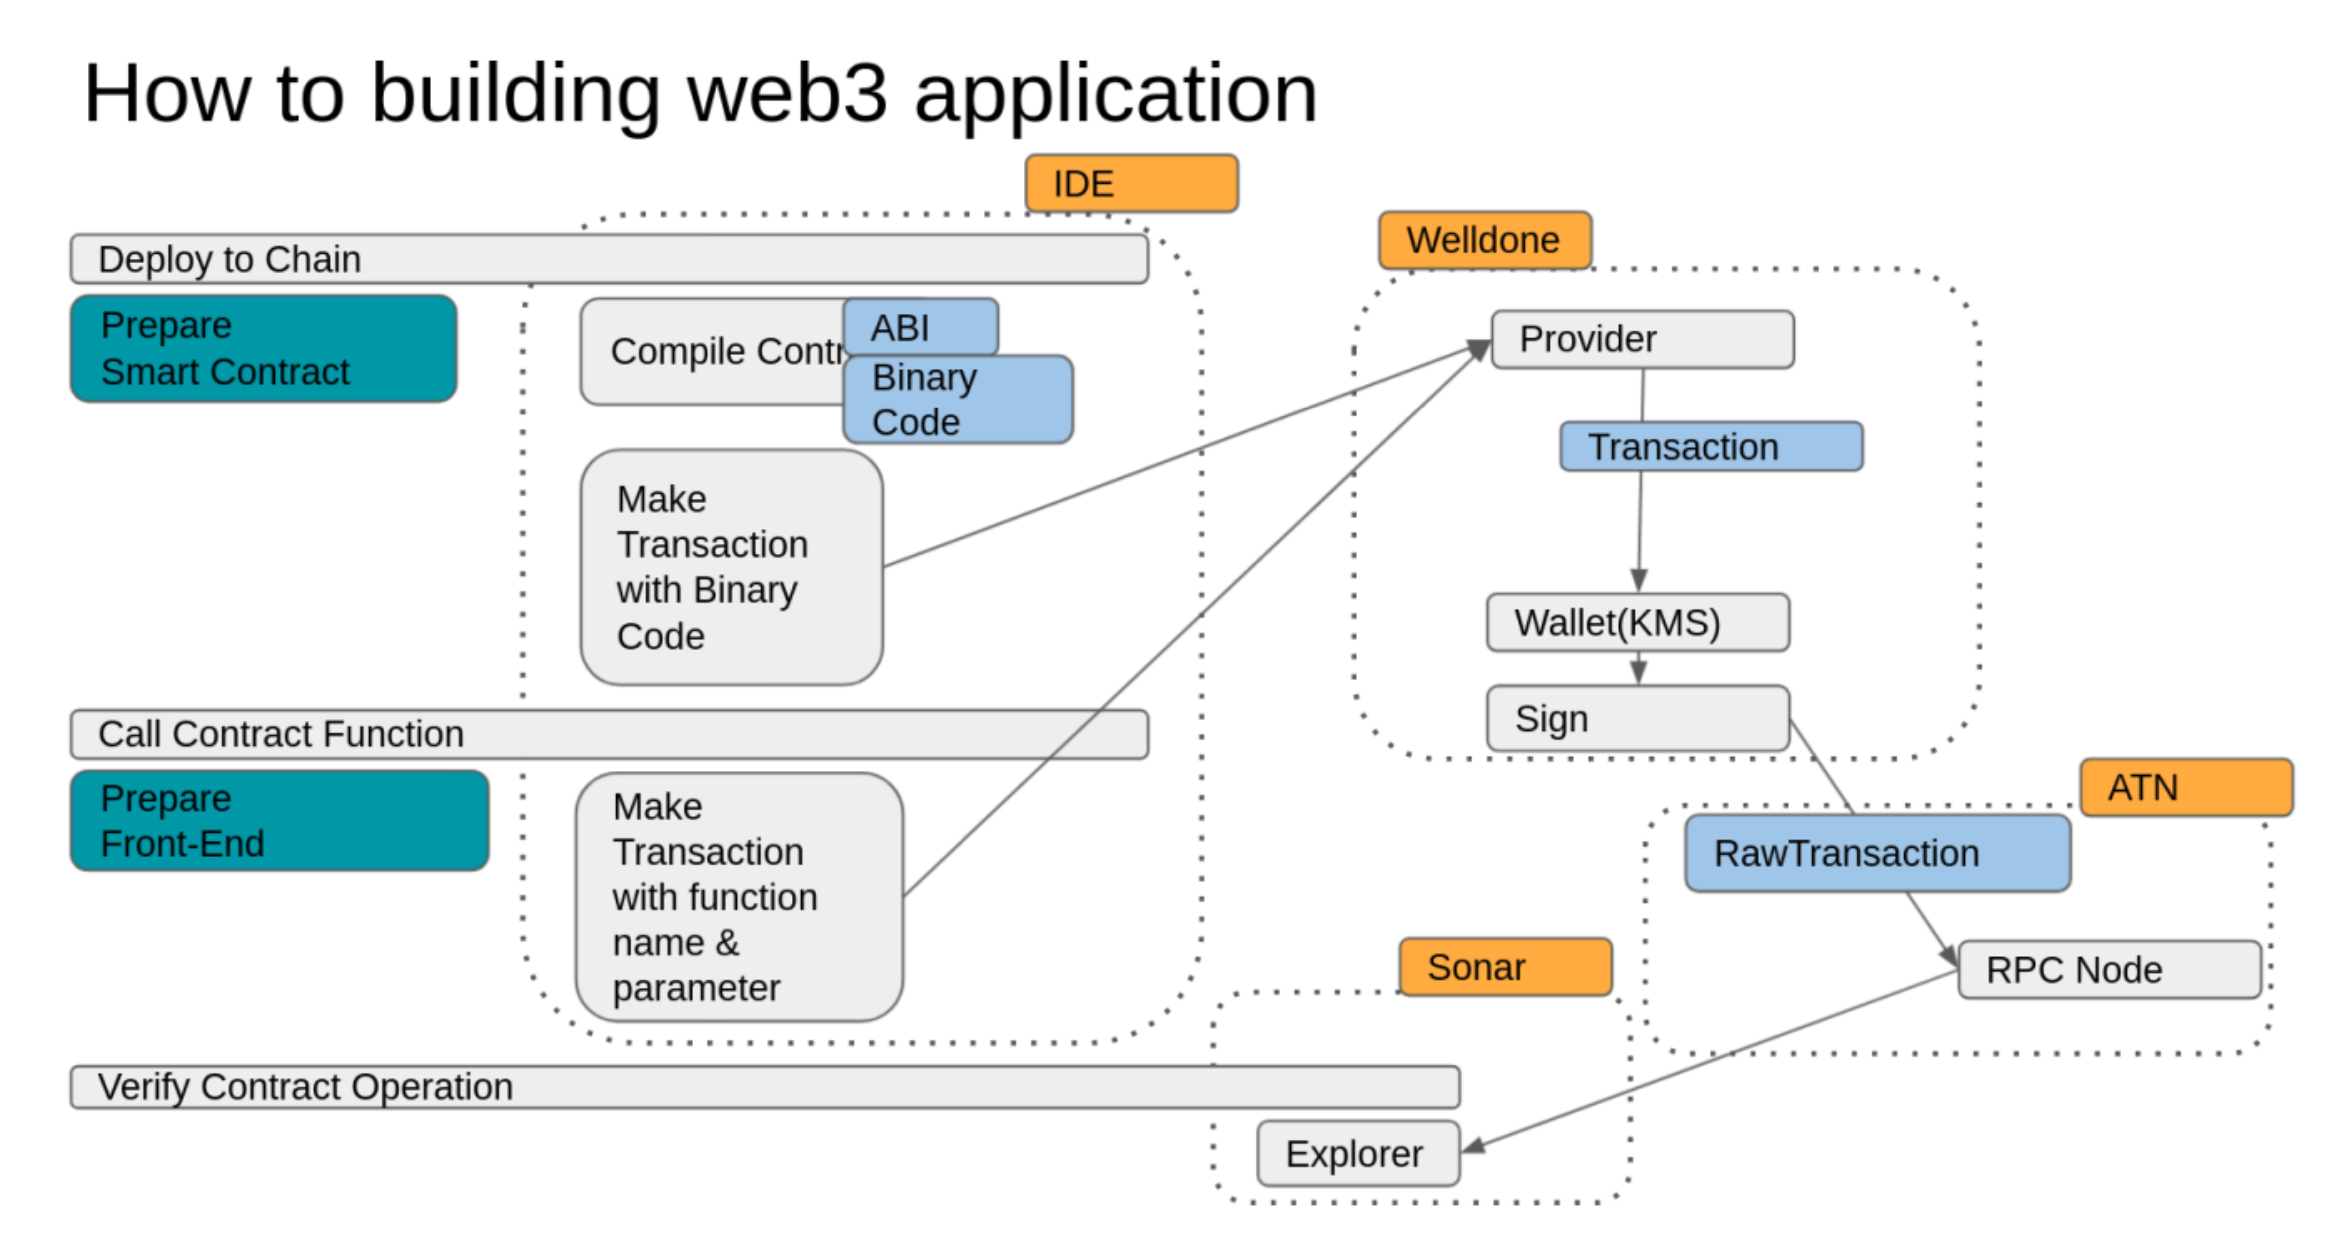 How to building web3 application
IDE
Deploy to Chain
Prepare
Smart Contract
Compile Contr
ABI
Binary
Code
Make
Transaction
with Binary
Code
Call Contract Function
Prepare
Front-End
Make
Transaction
with function
name &
parameter
Verify Contract Operation
Welldone
Provider
Transaction
Wallet(KMS)
Sign
ATN
RawTransaction
RPC Node
Sonar
Explorer